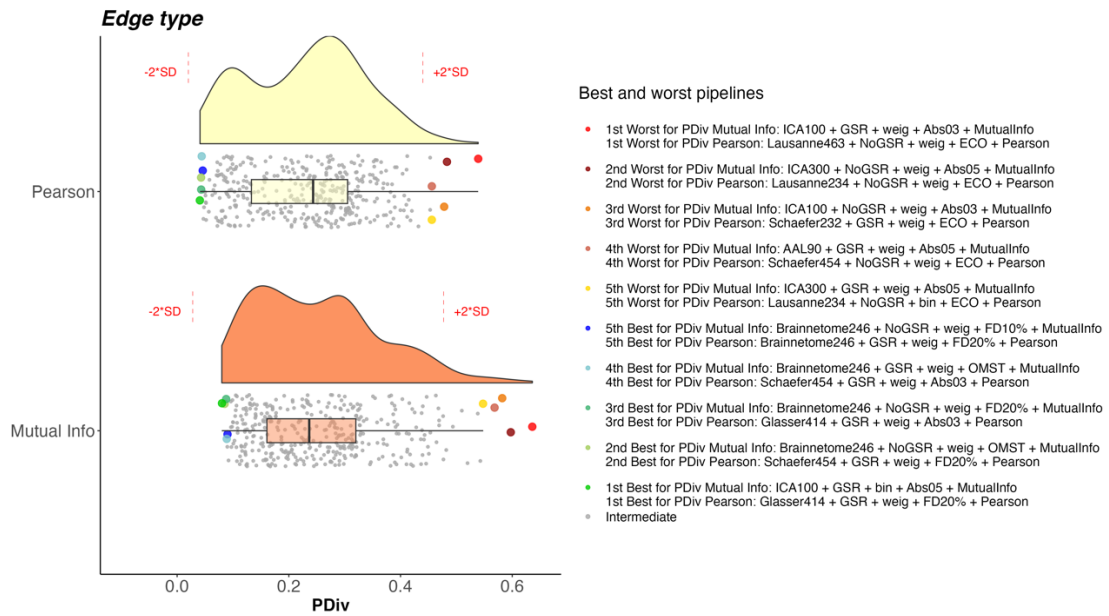 Edge type
-2*SD
+2*SD
Pearson
-2*SD
+2*SD
Mutual Info
0.0
0.2
0.4
0.6
PDiv
Best and worst pipelines
1st Worst for PDiv Mutual Info: ICA100 + GSR + weig + Abs03 + MutualInfo
1st Worst for PDiv Pearson: Lausanne463 + NoGSR + weig + ECO + Pearson
2nd Worst for PDiv Mutual Info: ICA300 + NoGSR + weig + Abs05 + MutualInfo
2nd Worst for PDiv Pearson: Lausanne234 + NoGSR + weig + ECO + Pearson
3rd Worst for PDiv Mutual Info: ICA100 + NoGSR + weig + Abs03 + MutualInfo
3rd Worst for PDiv Pearson: Schaefer232 + GSR + weig + ECO + Pearson
4th Worst for PDiv Mutual Info: AAL90 + GSR + weig + Abs05 + MutualInfo
4th Worst for PDiv Pearson: Schaefer454 + NoGSR + weig + ECO + Pearson
5th Worst for PDiv Mutual Info: ICA300 + GSR + weig + Abs05 + MutualInfo
5th Worst for PDiv Pearson: Lausanne234 + NoGSR + bin + ECO + Pearson
5th Best for PDiv Mutual Info: Brainnetome246 + NoGSR + weig + FD10% + MutualInfo
5th Best for PDiv Pearson: Brainnetome246 + GSR + weig + FD20% + Pearson
4th Best for PDiv Mutual Info: Brainnetome246 + GSR + weig + OMST + MutualInfo
4th Best for PDiv Pearson: Schaefer454 + GSR + weig + Abs03 + Pearson
3rd Best for PDiv Mutual Info: Brainnetome246 + NoGSR + weig + FD20% + MutualInfo
3rd Best for PDiv Pearson: Glasser414 + GSR + weig + Abs03 + Pearson
2nd Best for PDiv Mutual Info: Brainnetome246 + NoGSR + weig + OMST + MutualInfo
2nd Best for PDiv Pearson: Schaefer454 + GSR + weig + FD20% + Pearson
1st Best for PDiv Mutual Info: ICA100 + GSR + bin + Abs05 + MutualInfo
1st Best for PDiv Pearson: Glasser414 + GSR + weig + FD20% + Pearson
Intermediate